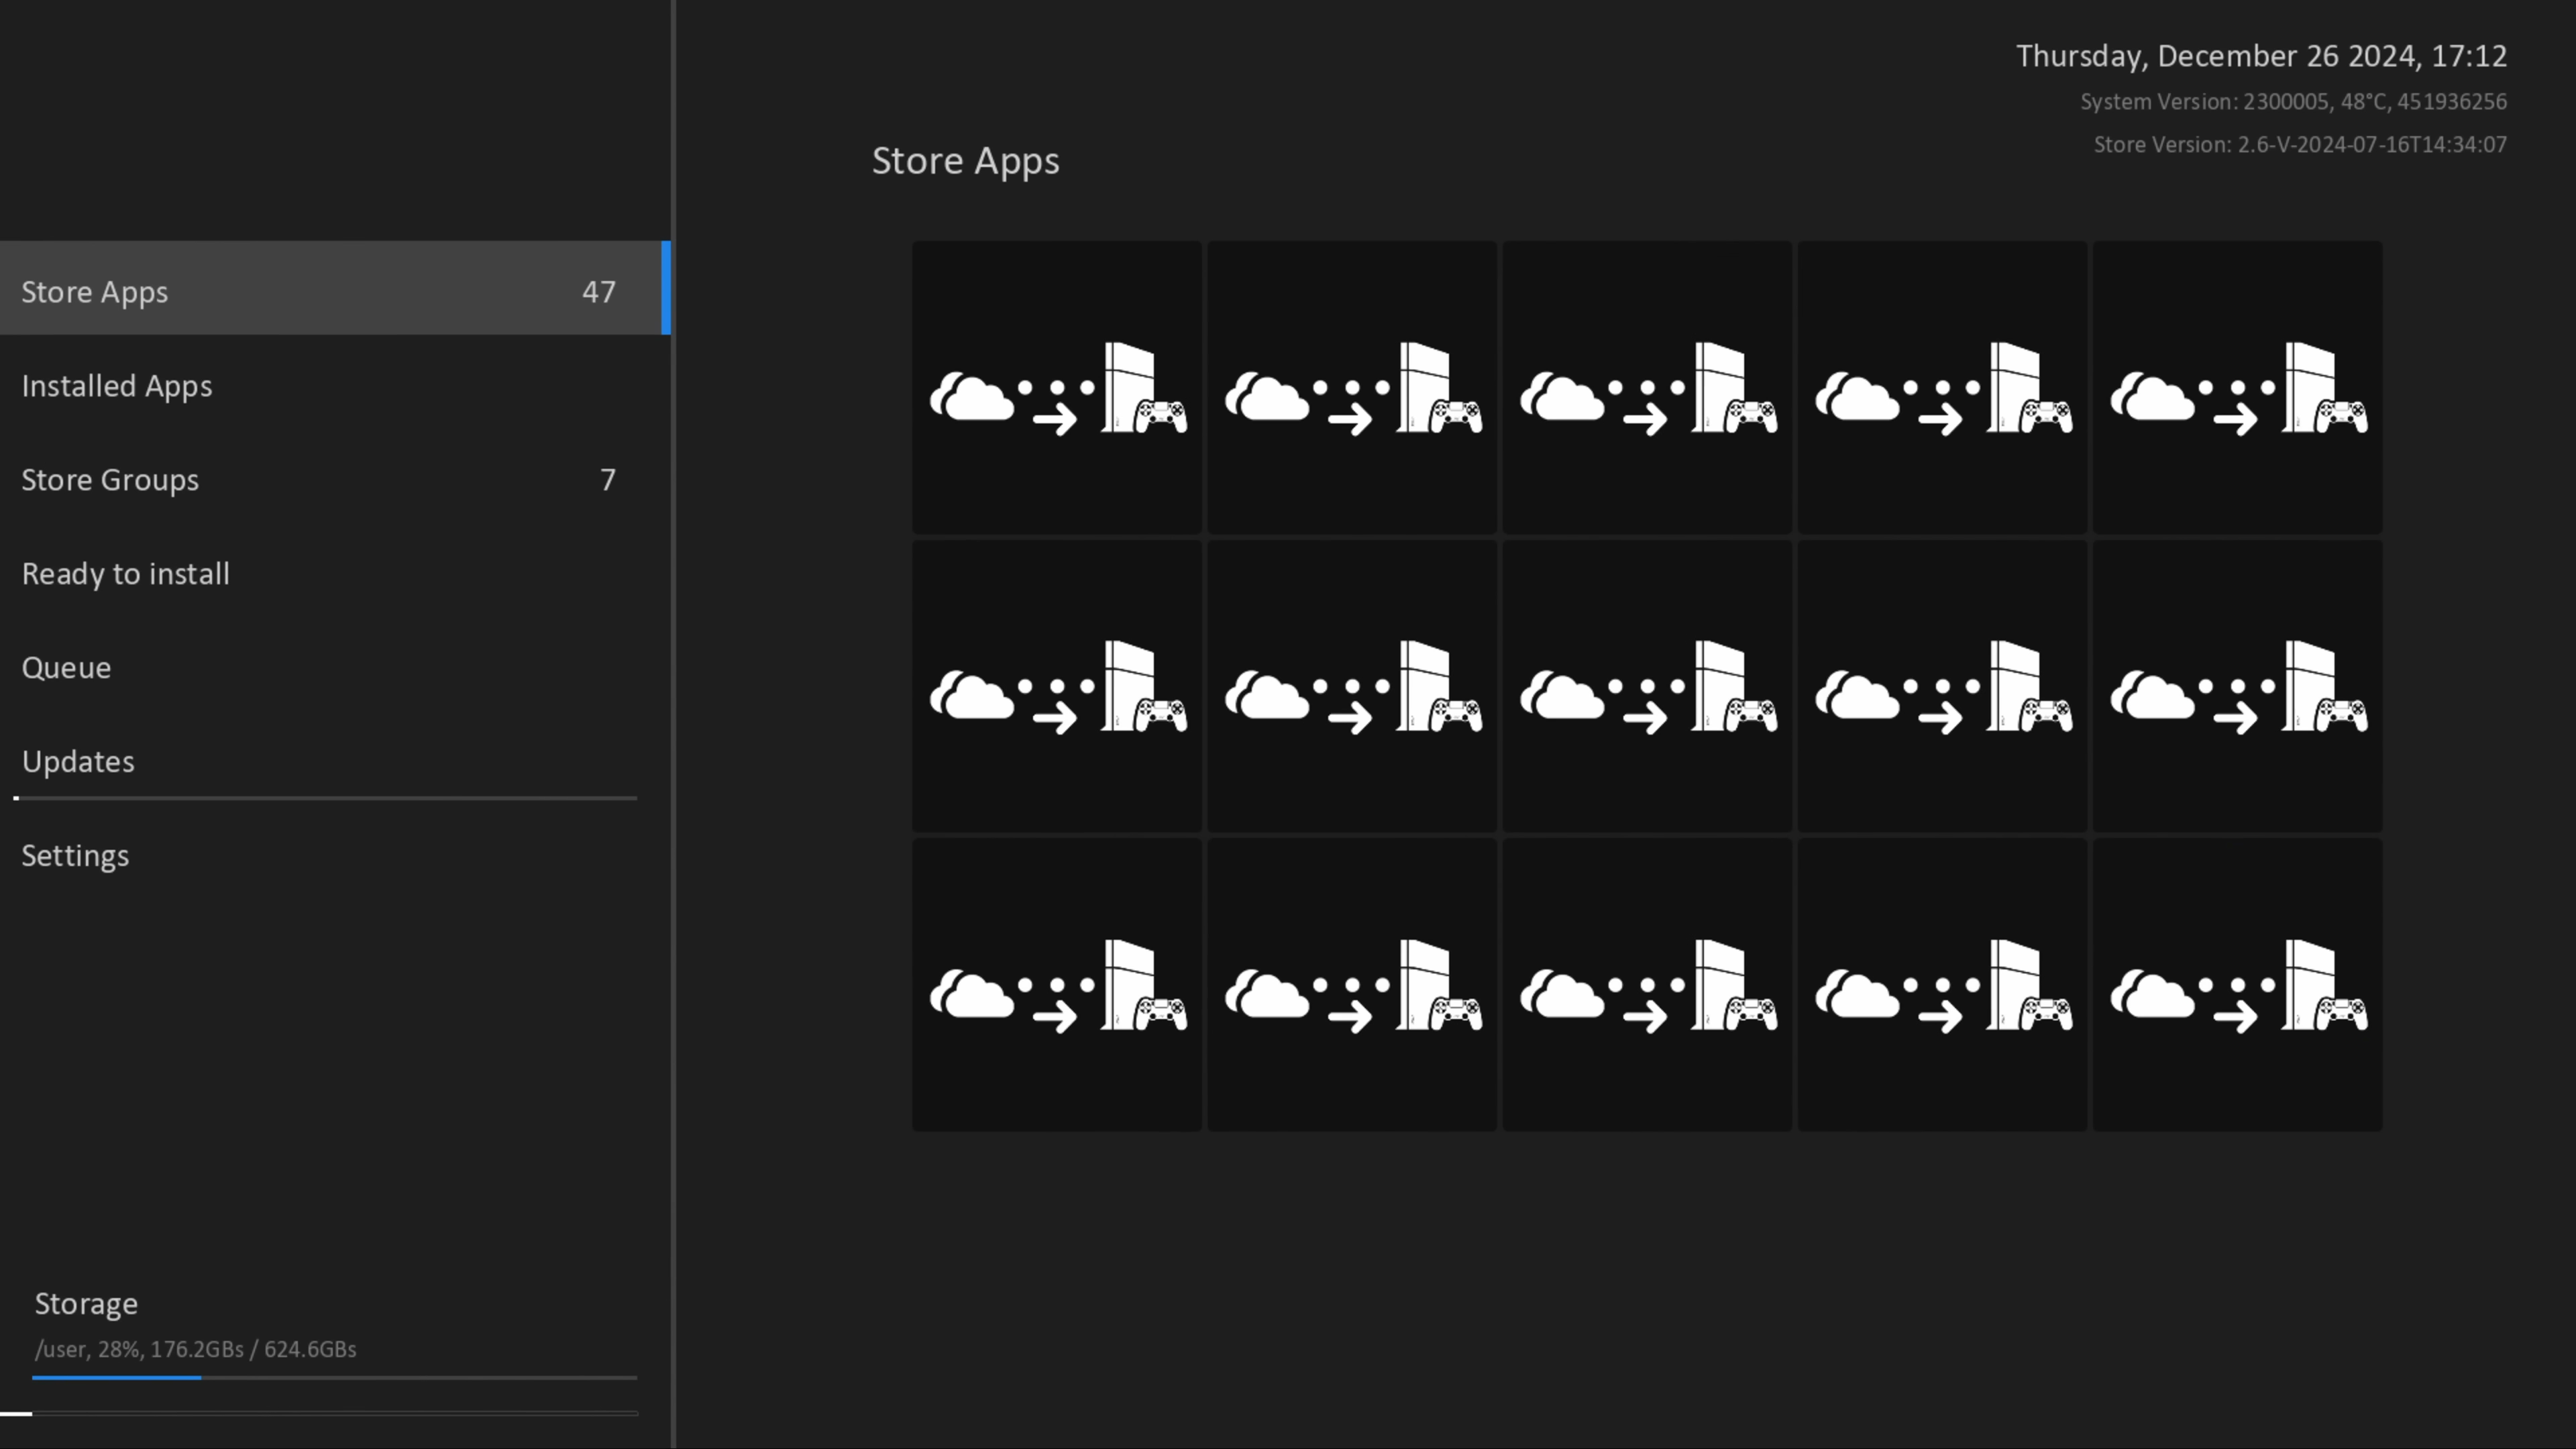 Thursday, December 26 2024, 17:12
System Version: 2300005, 48°C, 451936256
Store Version: 2.6-V-2024-07-16T14:34:07
Store Apps
Store Apps 47
Installed Apps
Store Groups 7
Ready to install
Queue
Updates
Settings
Storage
/user, 28%, 176.2GBs / 624.6GBs